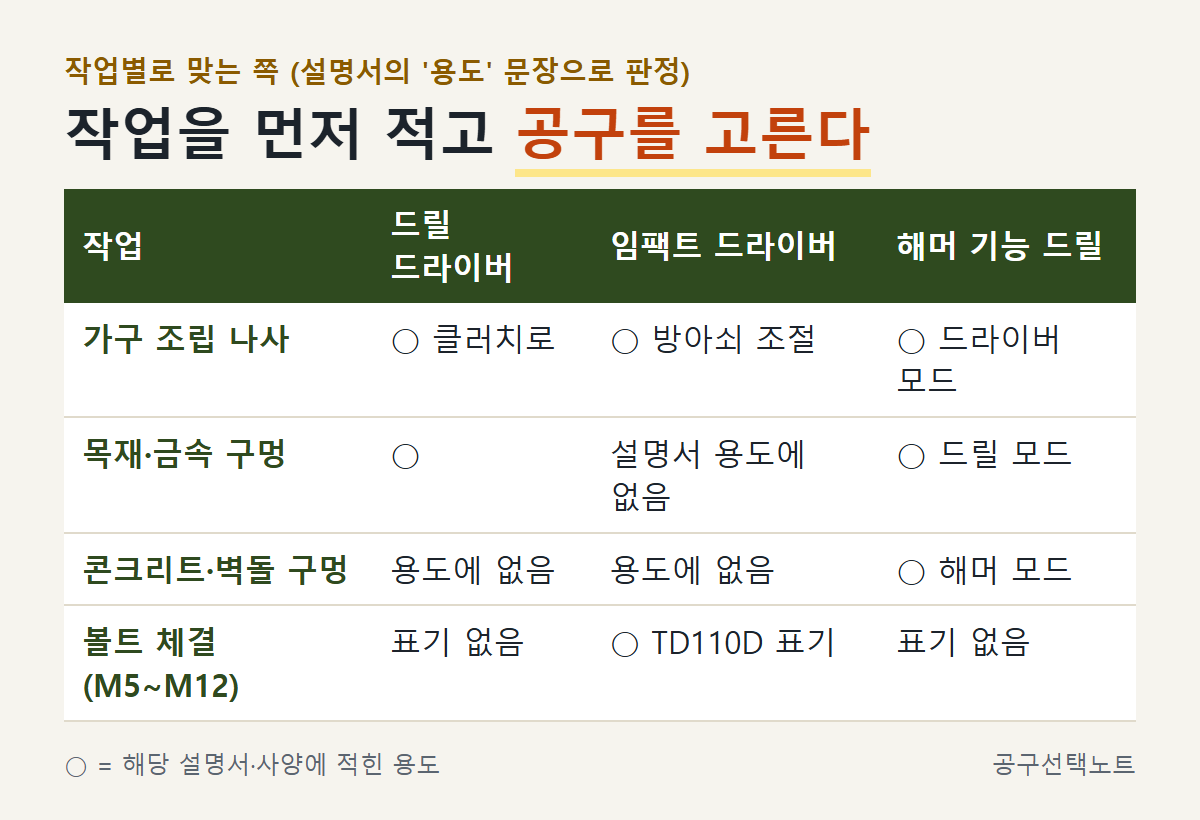 작업별로 맞는 쪽 (설명서의 '용도' 문장으로 판정)
작업을 먼저 적고 공구를 고른다
작업
드릴
드라이버
임팩트 드라이버
해머 기능 드릴
가구 조립 나사
○ 클러치로
○ 방아쇠 조절
○ 드라이버
모드
목재·금속 구멍
○
설명서 용도에
없음
○ 드릴 모드
콘크리트·벽돌 구멍
용도에 없음
용도에 없음
○ 해머 모드
볼트 체결
(M5~M12)
표기 없음
○ TD110D 표기
표기 없음
○ = 해당 설명서·사양에 적힌 용도
공구선택노트